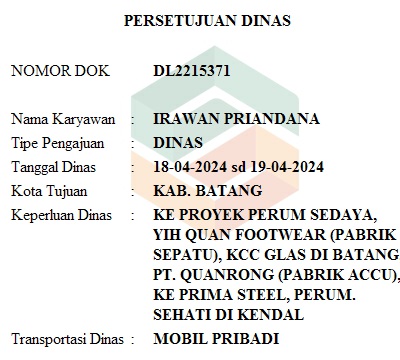 PERSETUJUAN DINAS
NOMOR DOK DL2215371
Nama Karyawan : IRAWAN PRIANDANA
Tipe Pengajuan : DINAS
Tanggal Dinas : 18-04-2024 sd 19-04-2024
Kota Tujuan : KAB. BATANG
Keperluan Dinas : KE PROYEK PERUM SEDAYA,
YIH QUAN FOOTWEAR (PABRIK
SEPATU), KCC GLAS DI BATANG
PT. QUANRONG (PABRIK ACCU),
KE PRIMA STEEL, PERUM.
SEHATI DI KENDAL
Transportasi Dinas : MOBIL PRIBADI